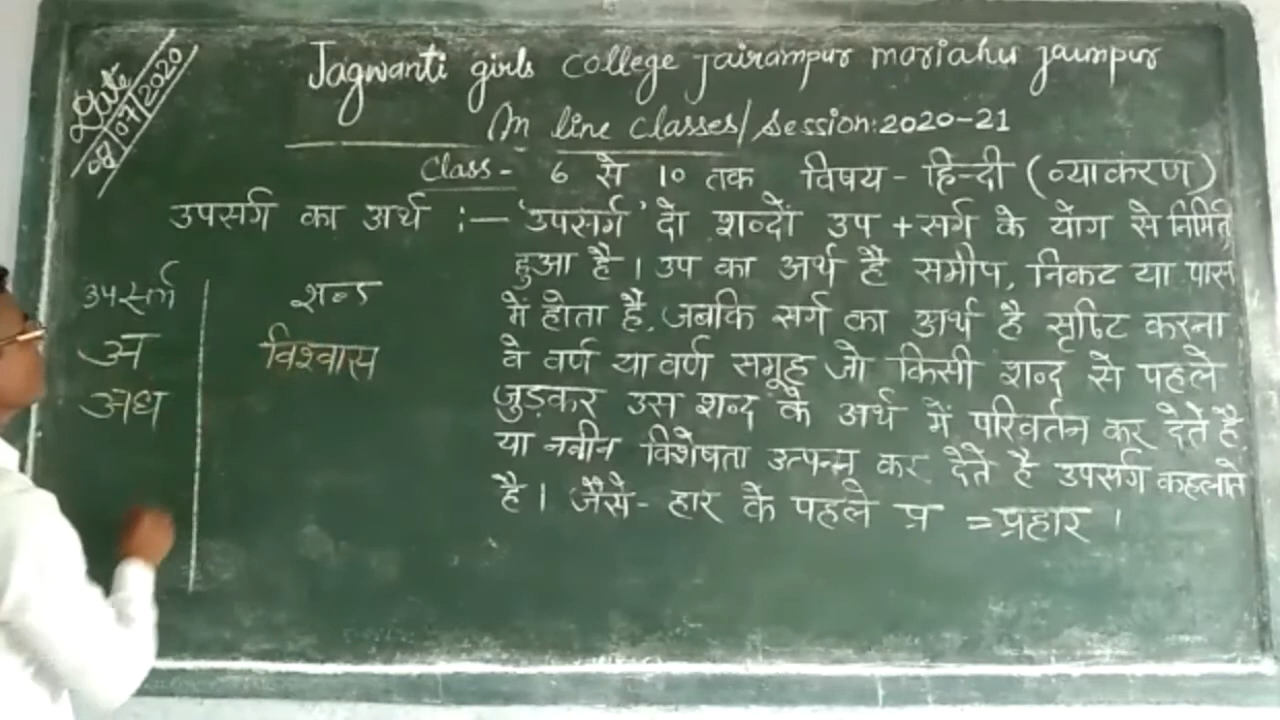 Date
08/07/2020
Jagwanti girls college jairampur mariahu jaunpur
On line classes/session:2020-21
Class- 6 से 10 तक विषय - हिन्दी (व्याकरण)
उपसर्ग का अर्थ :— 'उपसर्ग' दो शब्दों उप + सर्ग के योग से निर्मित
हुआ है । उप का अर्थ है समीप, निकट या पास
में होता है, जबकि सर्ग का अर्थ है सृष्टि करना
वे वर्ण या वर्ण समूह जो किसी शब्द से पहले
जुड़कर उस शब्द के अर्थ में परिवर्तन कर देते है
या नवीन विशेषता उत्पन्न कर देते है उपसर्ग कहलाते
है । जैसे - हार के पहले प्र = प्रहार ।
उपसर्ग शब्द
अ विश्वास
अध